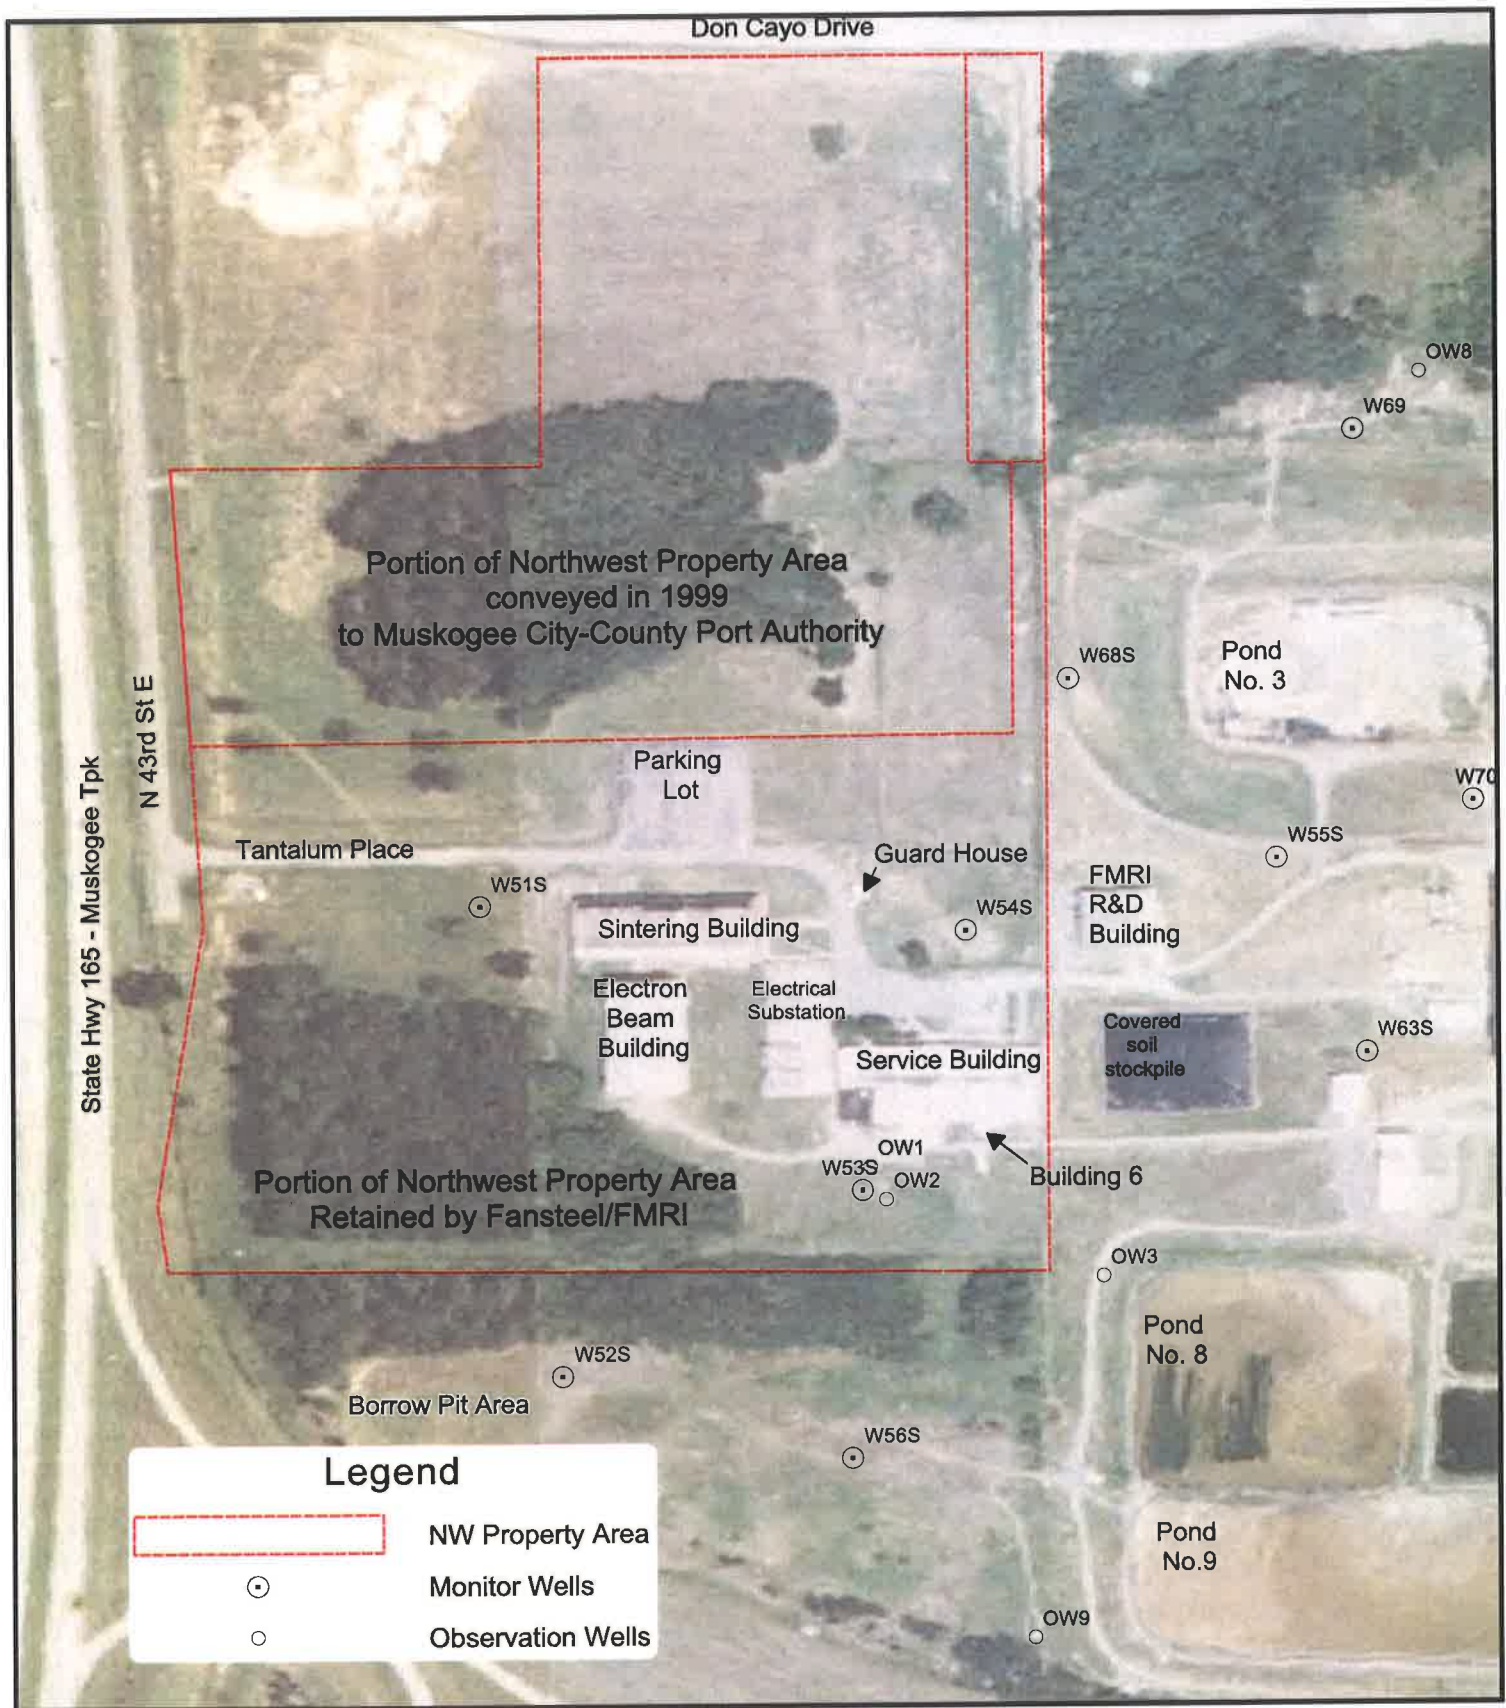 Don Cayo Drive
OW8
W69
Portion of Northwest Property Area
conveyed in 1999
to Muskogee City-County Port Authority
W68S
Pond
No. 3
N 43rd St E
State Hwy 165 - Muskogee Tpk
Parking
Lot
W70
W55S
Tantalum Place
Guard House
W51S
W54S
FMRI
R&D
Building
Sintering Building
Electron
Beam
Building
Electrical
Substation
Covered
soil
stockpile
W63S
Service Building
OW1
W53S
OW2
Building 6
Portion of Northwest Property Area
Retained by Fansteel/FMRI
OW3
Pond
No. 8
W52S
Borrow Pit Area
W56S
Legend
NW Property Area
Monitor Wells
Observation Wells
Pond
No.9
OW9